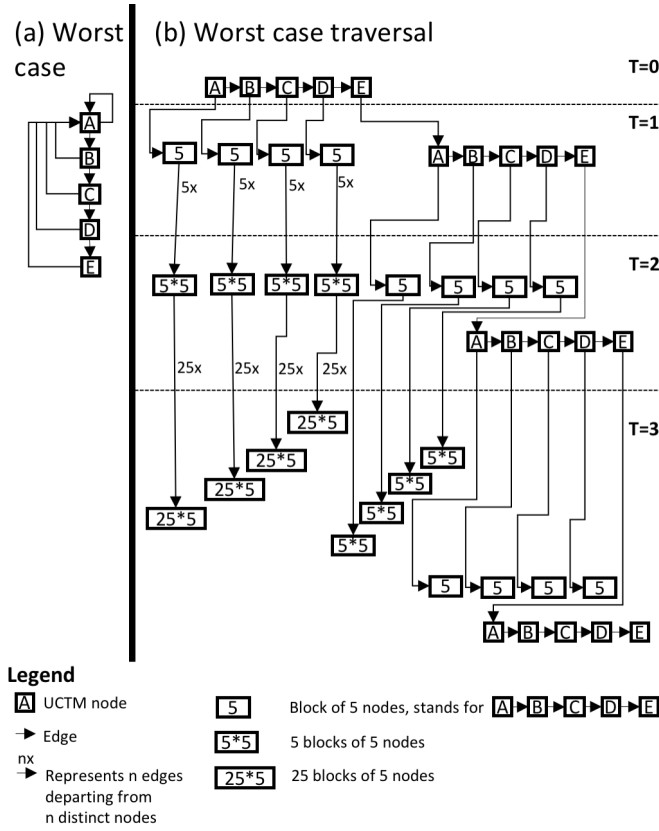 (a) Worst case
(b) Worst case traversal
A
B
C
D
E
T=0
A B C D E
T=1
5 5 5 5
A B C D E
5x 5x 5x 5x
T=2
5*5 5*5 5*5 5*5
5 5 5 5
A B C D E
25x 25x 25x 25x
T=3
25*5
25*5
25*5
25*5
5*5
5*5
5*5
5*5
5 5 5 5
A B C D E
Legend
A UCTM node
Edge
nx
Represents n edges
departing from
n distinct nodes
5 Block of 5 nodes, stands for A B C D E
5*5 5 blocks of 5 nodes
25*5 25 blocks of 5 nodes